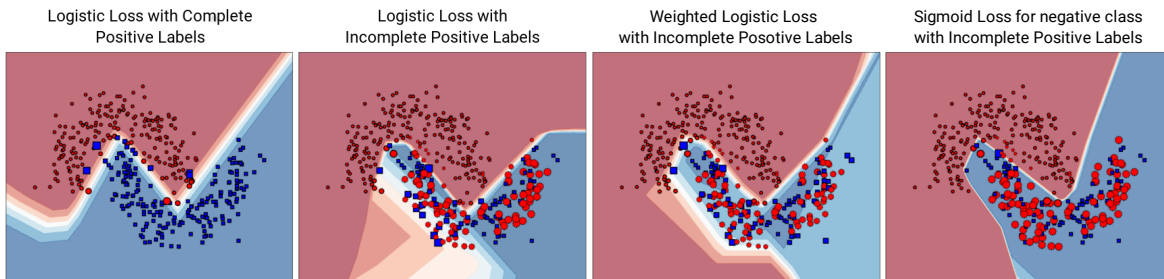 Logistic Loss with Complete
Positive Labels
Logistic Loss with
Incomplete Positive Labels
Weighted Logistic Loss
with Incomplete Posotive Labels
Sigmoid Loss for negative class
with Incomplete Positive Labels